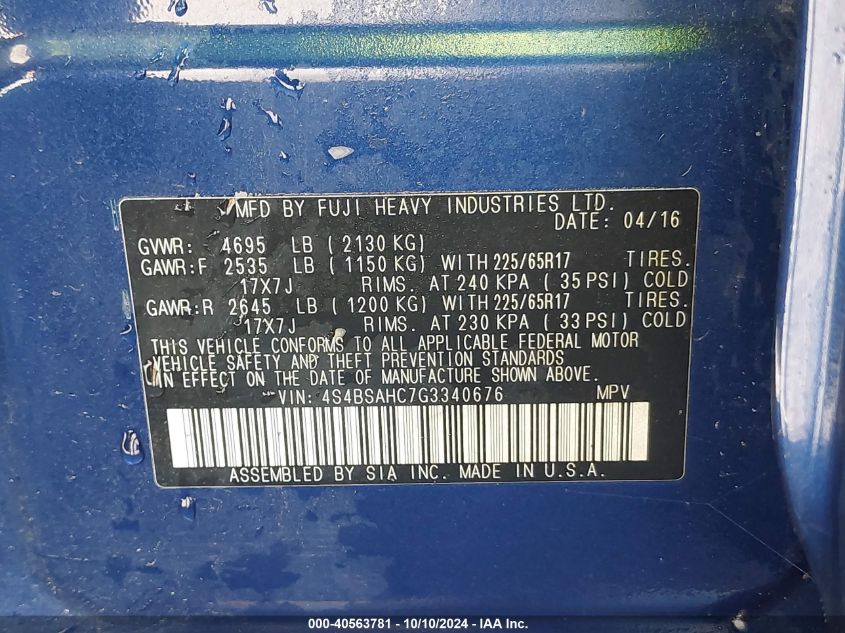 MFD BY FUJI HEAVY INDUSTRIES LTD.
DATE: 04/16
GVWR: 4695 LB ( 2130 KG)
GAWR:F 2535 LB ( 1150 KG) WITH 225/65R17 TIRES.
17X7J RIMS. AT 240 KPA ( 35 PSI) COLD
GAWR:R 2645 LB ( 1200 KG) WITH 225/65R17 TIRES.
17X7J RIMS. AT 230 KPA ( 33 PSI) COLD
THIS VEHICLE CONFORMS TO ALL APPLICABLE FEDERAL MOTOR
VEHICLE SAFETY AND THEFT PREVENTION STANDARDS
IN EFFECT ON THE DATE OF MANUFACTURE SHOWN ABOVE.
VIN: 4S4BSAHC7G3340676 MPV
ASSEMBLED BY SIA INC. MADE IN U.S.A.
000-40563781 - 10/10/2024 - IAA Inc.